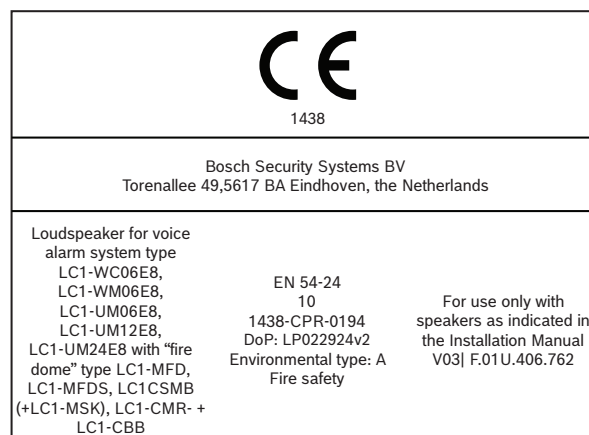 CE
1438
Bosch Security Systems BV
Torenallee 49,5617 BA Eindhoven, the Netherlands
Loudspeaker for voice
alarm system type
LC1-WC06E8,
LC1-WM06E8,
LC1-UM06E8,
LC1-UM12E8,
LC1-UM24E8 with “fire
dome” type LC1-MFD,
LC1-MFDS, LC1CSMB
(+LC1-MSK), LC1-CMR- +
LC1-CBB
EN 54-24
10
1438-CPR-0194
DoP: LP022924v2
Environmental type: A
Fire safety
For use only with
speakers as indicated in
the Installation Manual
V03| F.01U.406.762